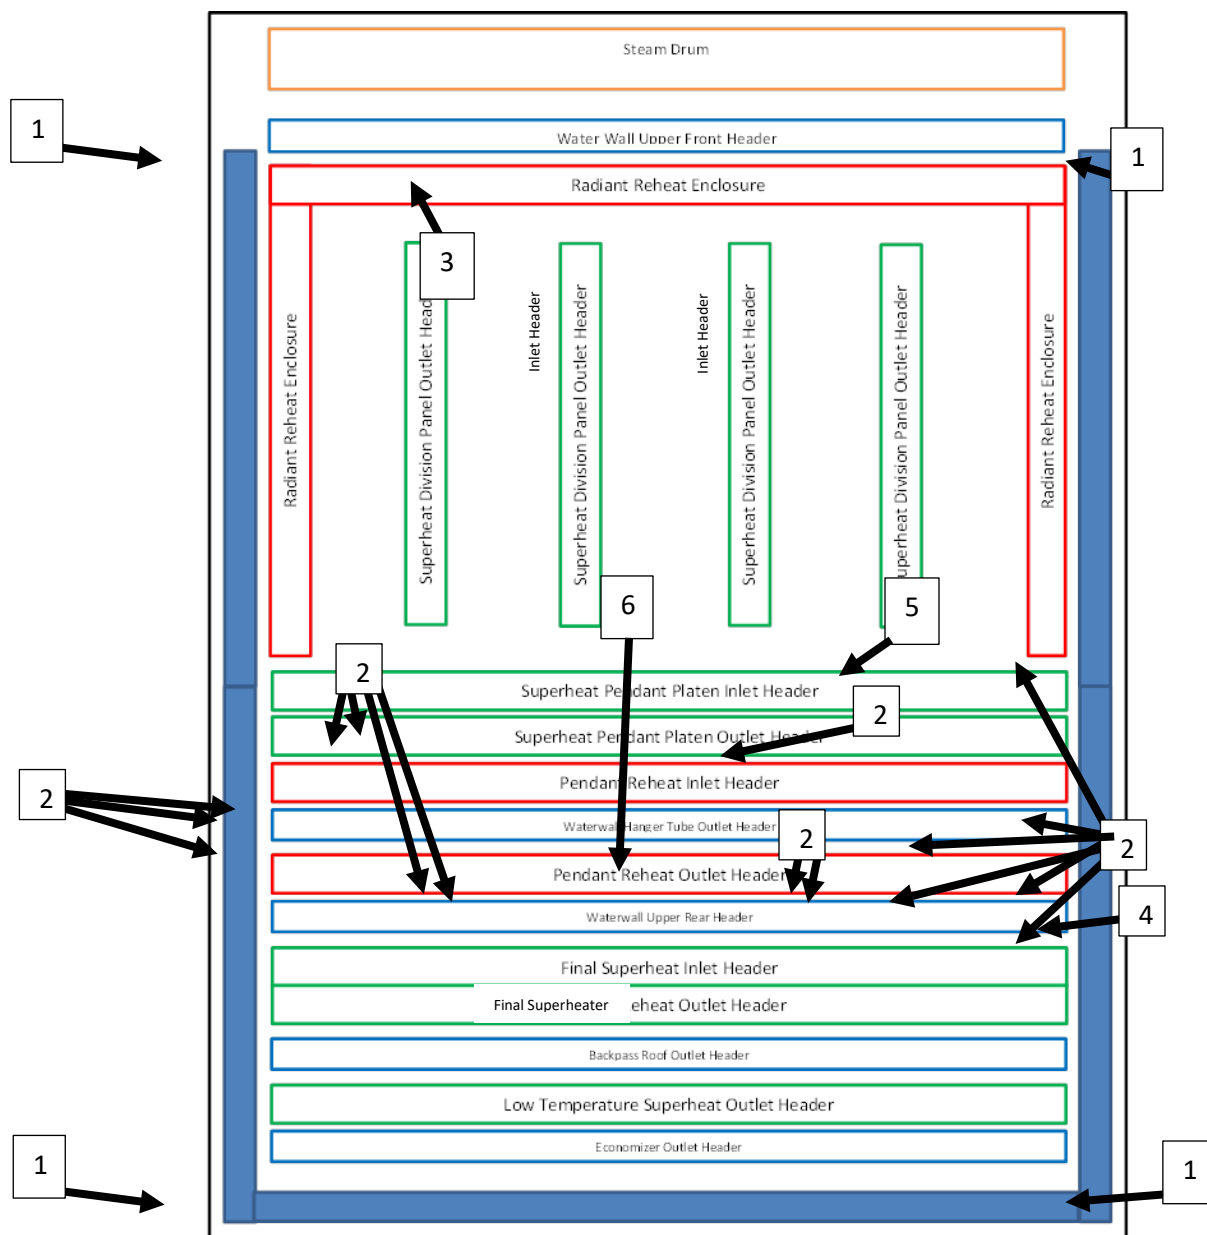 Steam Drum
1
Water Wall Upper Front Header
1
Radiant Reheat Enclosure
3
Radiant Reheat Enclosure
Superheat Division Panel Outlet Head
Inlet Header
Superheat Division Panel Outlet Header
Inlet Header
Superheat Division Panel Outlet Header
uperheat Division Panel Outlet Header
Radiant Reheat Enclosure
6
5
2
Superheat Pendant Platen Inlet Header
2
Superheat Pendant Platen Outlet Header
Pendant Reheat Inlet Header
2
Waterwall Hanger Tube Outlet Header
2
2
Pendant Reheat Outlet Header
Waterwall Upper Rear Header
4
Final Superheat Inlet Header
Final Superheater eheat Outlet Header
Backpass Roof Outlet Header
Low Temperature Superheat Outlet Header
Economizer Outlet Header
1
1